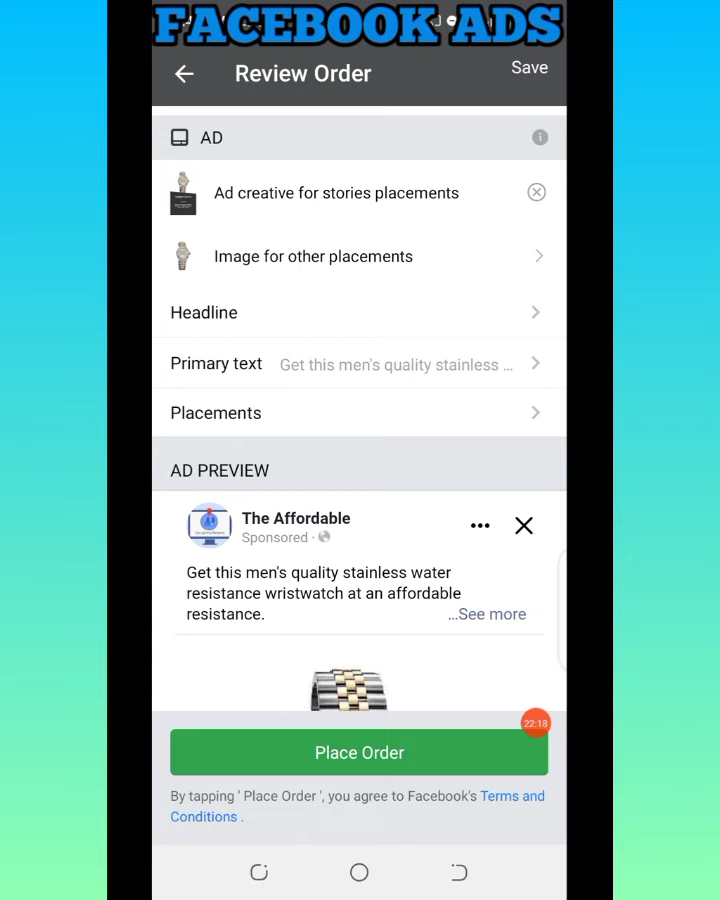 FACEBOOK ADS
Review Order
Save
AD
Ad creative for stories placements
Image for other placements
Headline
Primary text Get this men's quality stainless ...
Placements
AD PREVIEW
The Affordable
Sponsored ·
Get this men's quality stainless water
resistance wristwatch at an affordable
resistance. ...See more
22:18
Place Order
By tapping ' Place Order ', you agree to Facebook's Terms and
Conditions .